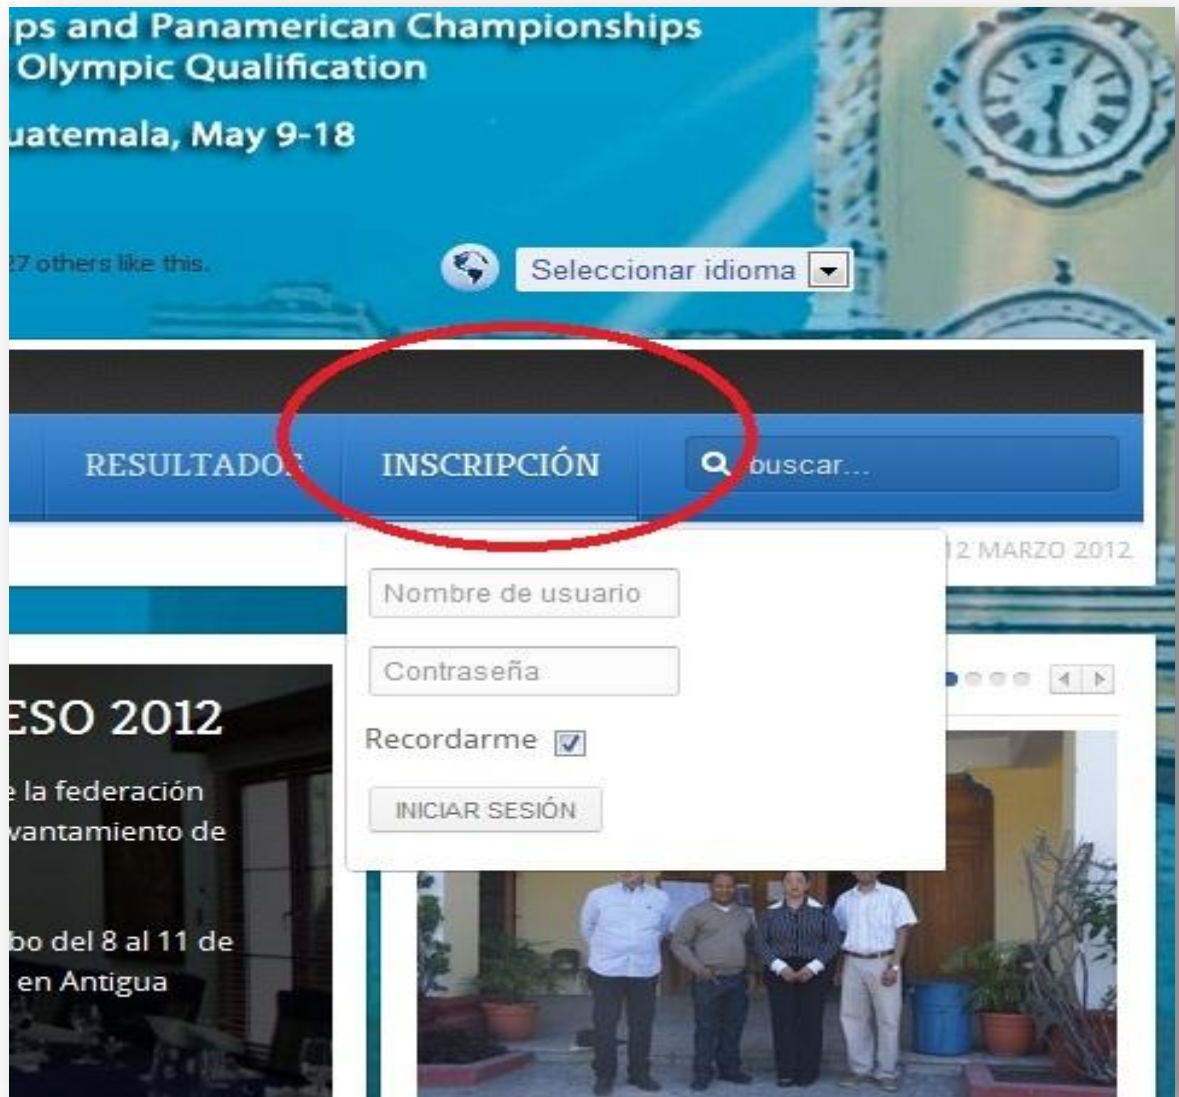 ps and Panamerican Championships
Olympic Qualification
uatemala, May 9-18
27 others like this.
Seleccionar idioma
RESULTADOS
INSCRIPCIÓN
buscar...
12 MARZO 2012
Nombre de usuario
Contraseña
Recordarme
INICIAR SESIÓN
ESO 2012
e la federación
vantamiento de
bo del 8 al 11 de
en Antigua